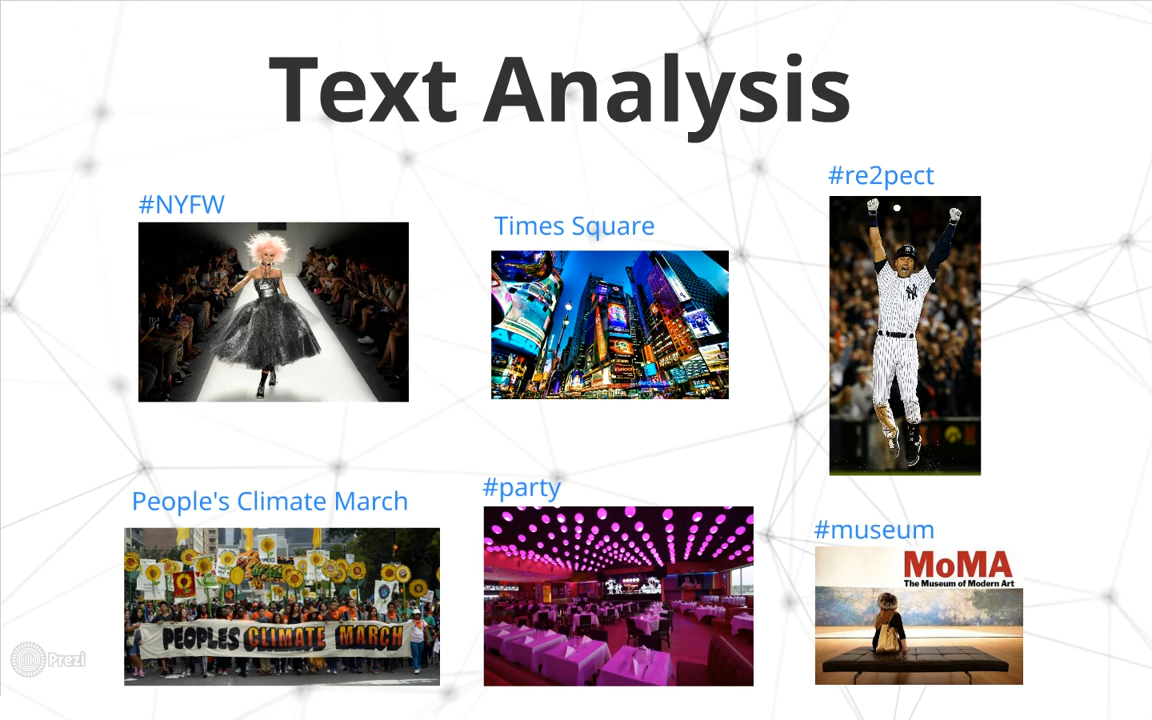 Text Analysis
#NYFW
Times Square
#re2pect
People's Climate March
#party
#museum
PEOPLES CLIMATE MARCH
MoMA
The Museum of Modern Art
Prezi